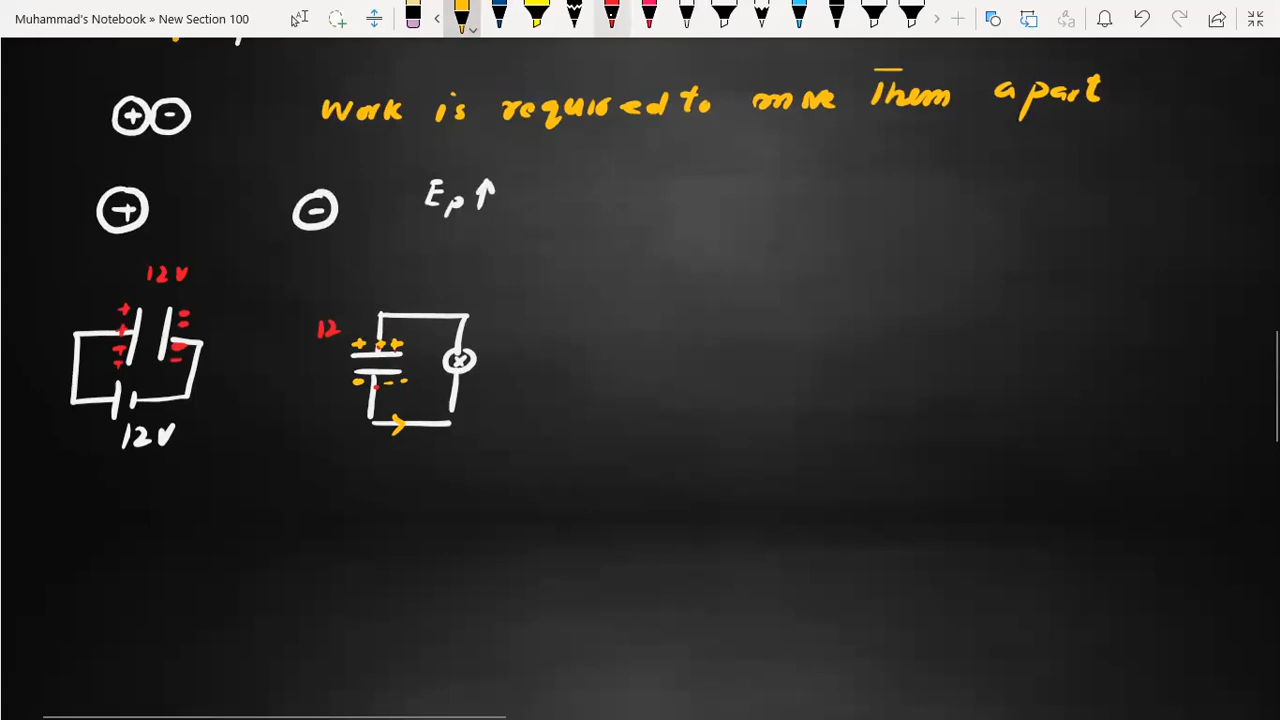 Muhammad's Notebook » New Section 100
+ - Work is required to move Them apart
+ - Ep↑
12V
+ + + +
- - - -
12V
12
+ + +
- - - -